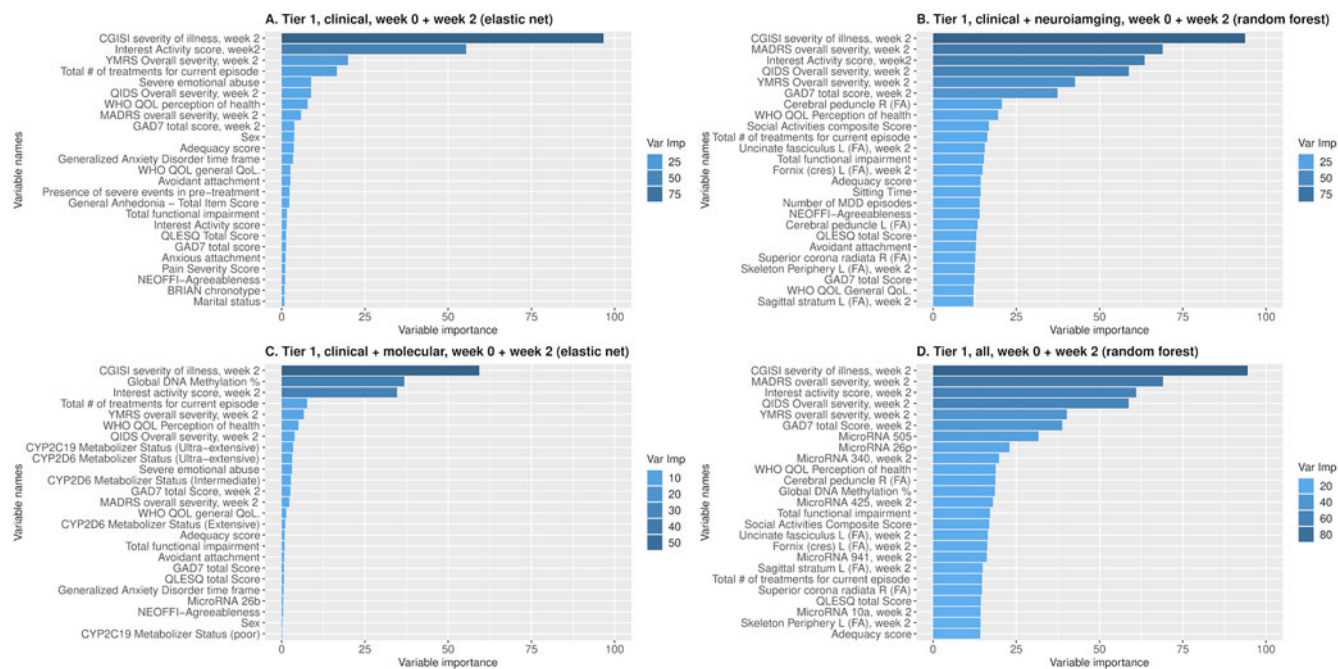 A. Tier 1, clinical, week 0 + week 2 (elastic net)
CGISI severity of illness, week 2
Interest Activity score, week2
YMRS Overall severity, week 2
Total # of treatments for current episode
Severe emotional abuse
QIDS Overall severity, week 2
WHO QOL perception of health
MADRS overall severity, week 2
GAD7 total score, week 2
Sex
Adequacy score
Generalized Anxiety Disorder time frame
WHO QOL general QoL.
Avoidant attachment
Presence of severe events in pre-treatment
General Anhedonia - Total Item Score
Total functional impairment
Interest Activity score
QLESQ Total Score
GAD7 total score
Anxious attachment
Pain Severity Score
NEOFFI-Agreeableness
BRIAN chronotype
Marital status
Variable names
0 25 50 75 100
Variable importance
Var Imp
25
50
75
B. Tier 1, clinical + neuroiamging, week 0 + week 2 (random forest)
CGISI severity of illness, week 2
MADRS overall severity, week 2
Interest Activity score, week2
QIDS Overall severity, week 2
YMRS Overall severity, week 2
GAD7 total score, week 2
Cerebral peduncle R (FA)
WHO QOL Perception of health
Social Activities composite Score
Total # of treatments for current episode
Uncinate fasciculus L (FA), week 2
Total functional impairment
Fornix (cres) L (FA), week 2
Adequacy score
Sitting Time
Number of MDD episodes
NEOFFI-Agreeableness
Cerebral peduncle L (FA)
QLESQ total Score
Avoidant attachment
Superior corona radiata R (FA)
Skeleton Periphery L (FA), week 2
GAD7 total Score
WHO QOL General QoL.
Sagittal stratum L (FA), week 2
Variable names
0 25 50 75 100
Variable importance
Var Imp
25
50
75
C. Tier 1, clinical + molecular, week 0 + week 2 (elastic net)
CGISI severity of illness, week 2
Global DNA Methylation %
Interest activity score, week 2
Total # of treatments for current episode
YMRS overall severity, week 2
WHO QOL Perception of health
QIDS Overall severity, week 2
CYP2C19 Metabolizer Status (Ultra-extensive)
CYP2D6 Metabolizer Status (Ultra-extensive)
Severe emotional abuse
CYP2D6 Metabolizer Status (Intermediate)
GAD7 total Score, week 2
MADRS overall severity, week 2
WHO QOL general QoL.
CYP2D6 Metabolizer Status (Extensive)
Adequacy score
Total functional impairment
Avoidant attachment
GAD7 total Score
QLESQ total Score
Generalized Anxiety Disorder time frame
MicroRNA 26b
NEOFFI-Agreeableness
Sex
CYP2C19 Metabolizer Status (poor)
Variable names
0 25 50 75 100
Variable importance
Var Imp
10
20
30
40
50
D. Tier 1, all, week 0 + week 2 (random forest)
CGISI severity of illness, week 2
MADRS overall severity, week 2
Interest activity score, week 2
QIDS Overall severity, week 2
YMRS overall severity, week 2
GAD7 total Score, week 2
MicroRNA 505
MicroRNA 26p
MicroRNA 340, week 2
WHO QOL Perception of health
Cerebral peduncle R (FA)
Global DNA Methylation %
MicroRNA 425, week 2
Total functional impairment
Social Activities Composite Score
Uncinate fasciculus L (FA), week 2
Fornix (cres) L (FA), week 2
MicroRNA 941, week 2
Sagittal stratum L (FA), week 2
Total # of treatments for current episode
Superior corona radiata R (FA)
QLESQ total Score
MicroRNA 10a, week 2
Skeleton Periphery L (FA), week 2
Adequacy score
Variable names
0 25 50 75 100
Variable importance
Var Imp
20
40
60
80